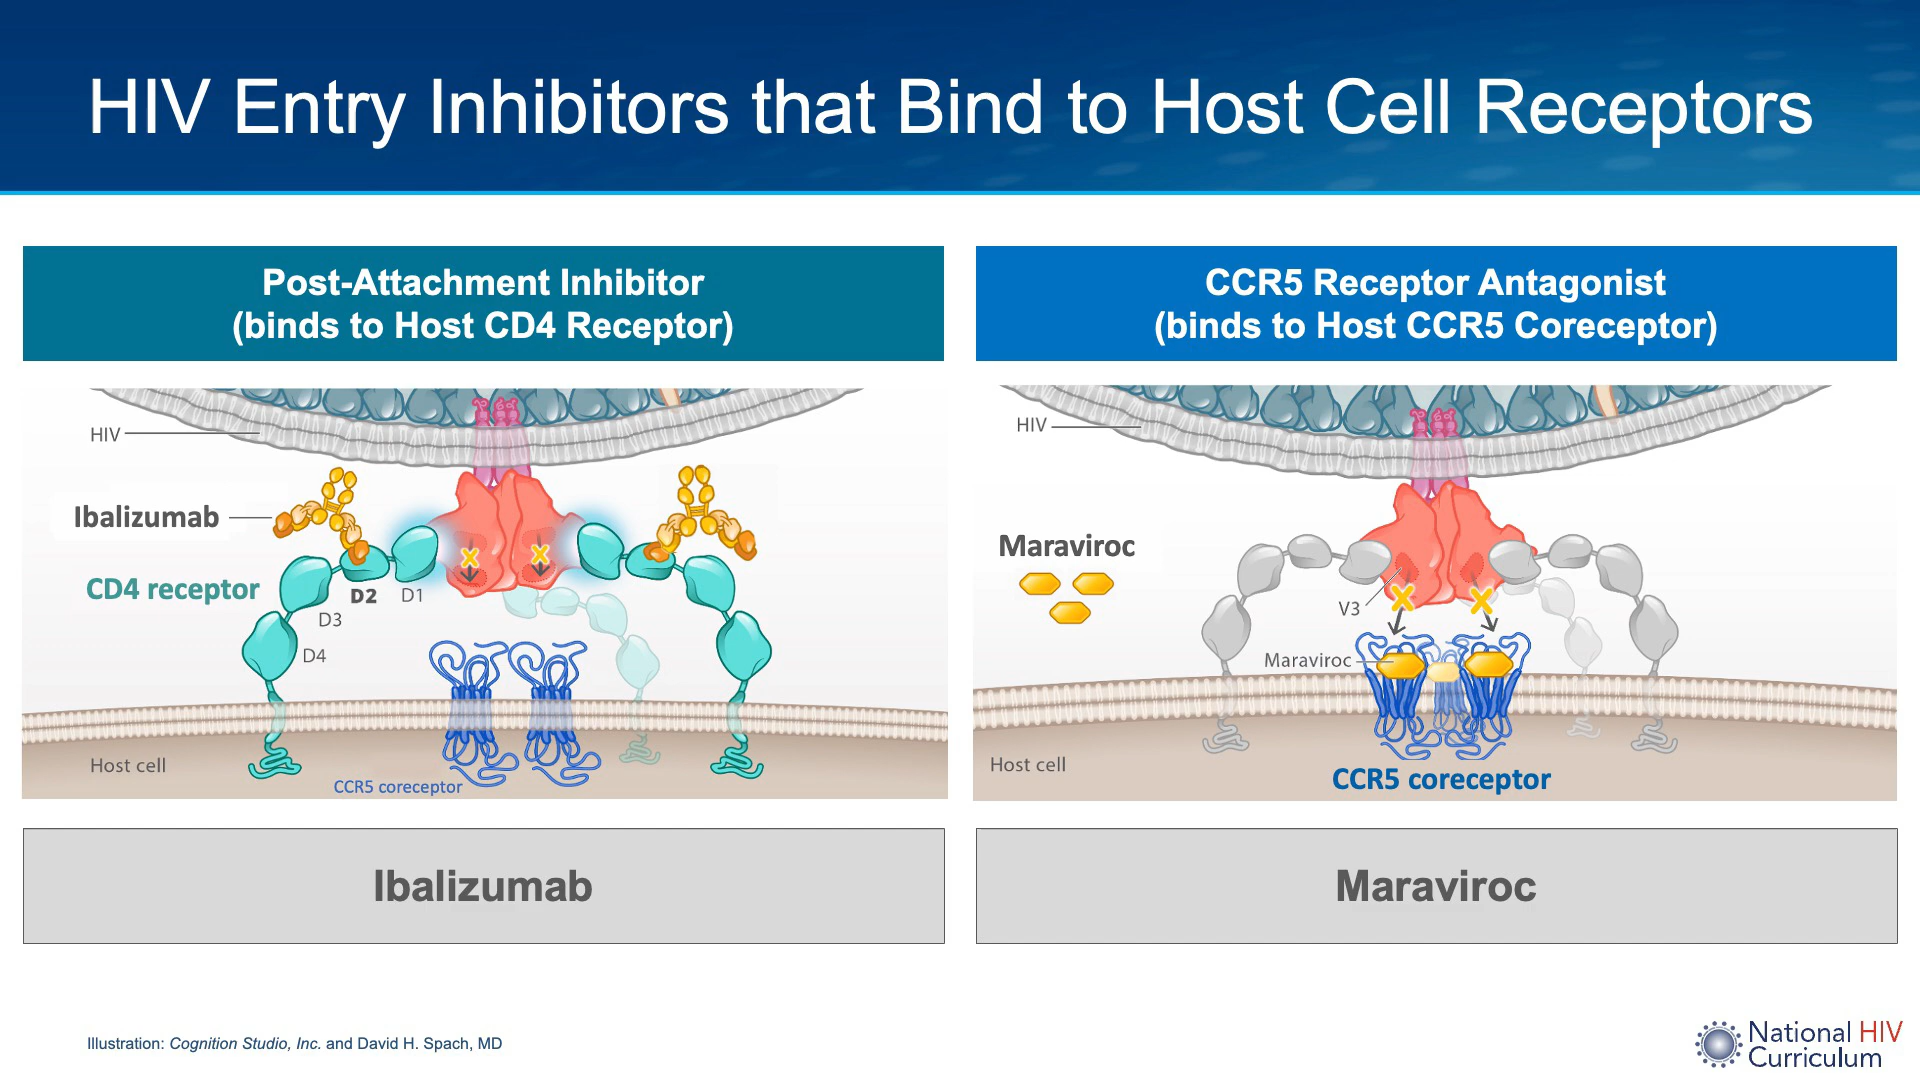 HIV Entry Inhibitors that Bind to Host Cell Receptors
Post-Attachment Inhibitor
(binds to Host CD4 Receptor)
HIV
Ibalizumab
CD4 receptor
D2
D1
D3
D4
Host cell
CCR5 coreceptor
Ibalizumab
CCR5 Receptor Antagonist
(binds to Host CCR5 Coreceptor)
HIV
Maraviroc
V3
Maraviroc
Host cell
CCR5 coreceptor
Maraviroc
Illustration: Cognition Studio, Inc. and David H. Spach, MD
National HIV
Curriculum